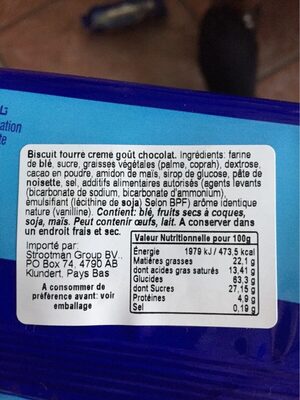 ation
te
Biscuit fourré creme goût chocolat. Ingrédients: farine
de blé, sucre, graisses végétales (palme, coprah), dextrose,
cacao en poudre, amidon de maïs, sirop de glucose, pâte de
noisette, sel, additifs alimentaires autorisés (agents levants
(bicarbonate de sodium, bicarbonate d'ammonium),
émulsifiant (lécithine de soja) Selon BPF) arôme identique
nature (vanilline). Contient: blé, fruits secs à coques,
soja, maïs. Peut contenir œufs, lait. A conserver dans
un endroit frais et sec.
Importé par:
Strootman Group BV.,
PO Box 74, 4790 AB
Klundert, Pays Bas
A consommer de
préférence avant: voir
emballage
Valeur Nutritionnelle pour 100g
Énergie 1979 kJ / 473,5 kcal
Matières grasses 22,1 g
dont acides gras saturés 13,41 g
Glucides 63,3 g
dont Sucres 27,15 g
Protéines 4,9 g
Sel 0,19 g